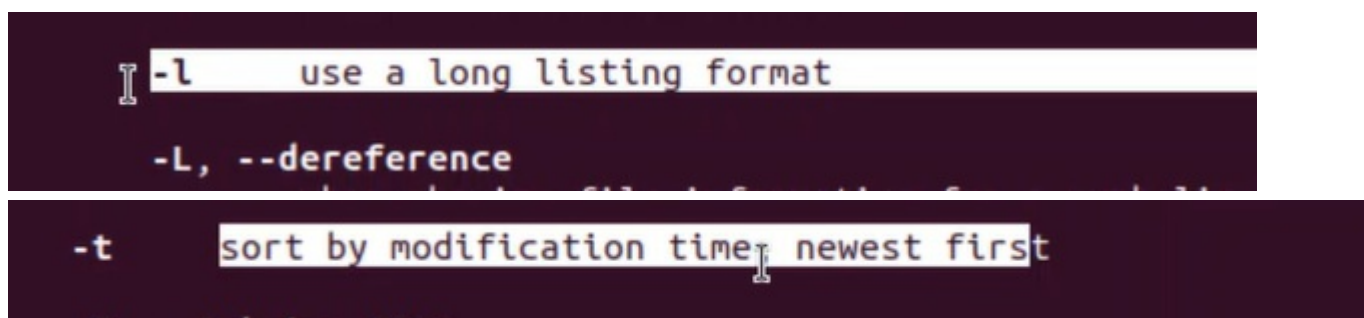 -l use a long listing format
-L, --dereference
-t sort by modification time, newest first